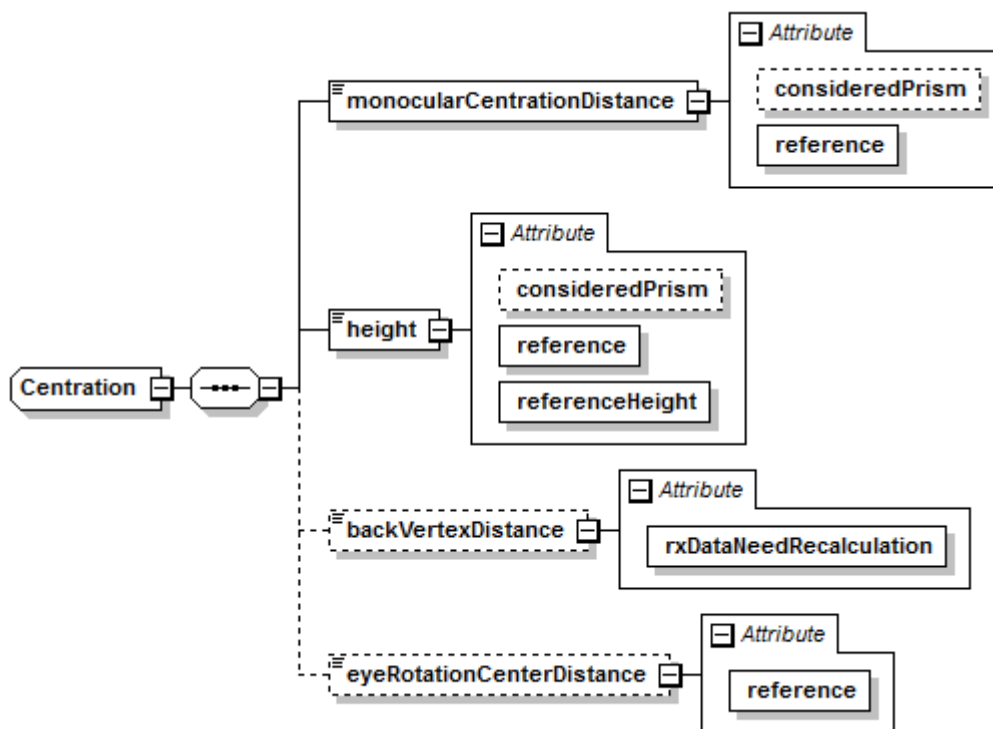 Attribute
consideredPrism
monocularCentrationDistance
reference
Attribute
consideredPrism
height
reference
referenceHeight
Centration
Attribute
backVertexDistance
rxDataNeedRecalculation
Attribute
eyeRotationCenterDistance
reference